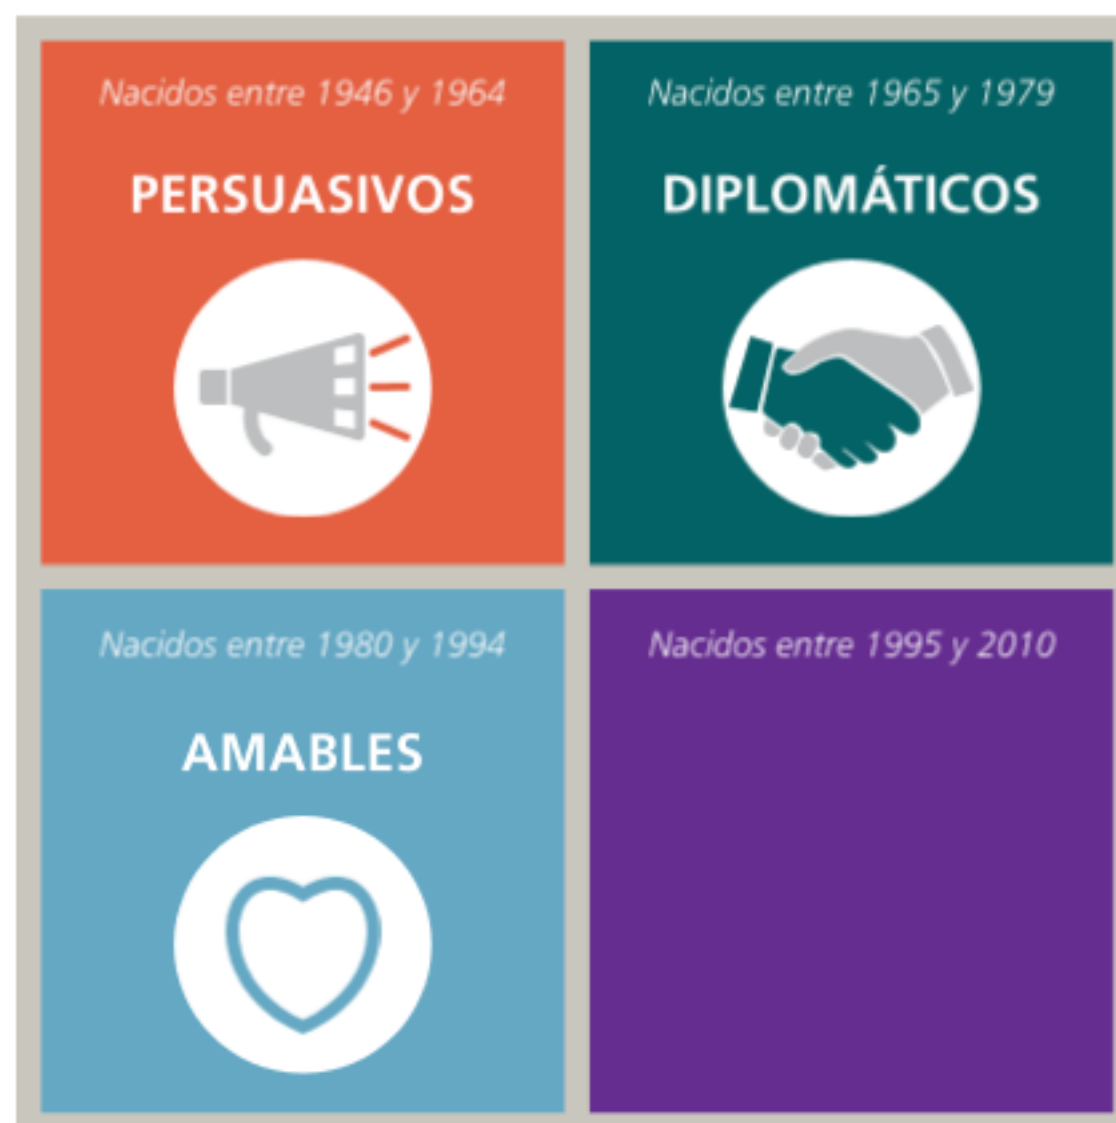 Nacidos entre 1946 y 1964
PERSUASIVOS
Nacidos entre 1965 y 1979
DIPLOMÁTICOS
Nacidos entre 1980 y 1994
AMABLES
Nacidos entre 1995 y 2010